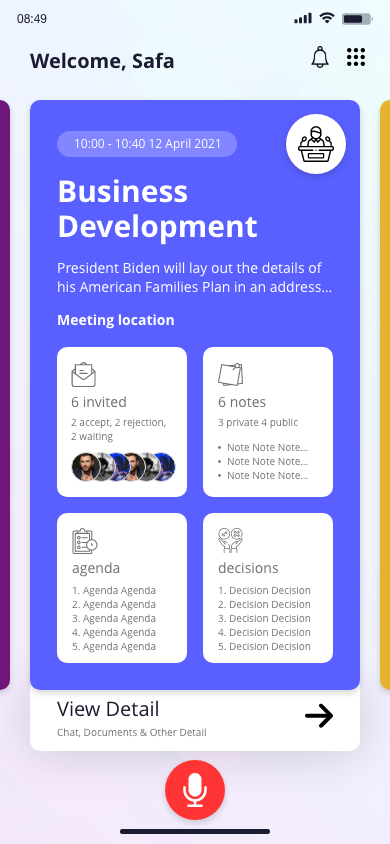 08:49
Welcome, Safa
10:00 - 10:40 12 April 2021
Business
Development
President Biden will lay out the details of
his American Families Plan in an address...
Meeting location
6 invited
2 accept, 2 rejection,
2 waiting
6 notes
3 private 4 public
• Note Note Note...
• Note Note Note...
• Note Note Note...
agenda
1. Agenda Agenda
2. Agenda Agenda
3. Agenda Agenda
4. Agenda Agenda
5. Agenda Agenda
decisions
1. Decision Decision
2. Decision Decision
3. Decision Decision
4. Decision Decision
5. Decision Decision
View Detail
Chat, Documents & Other Detail